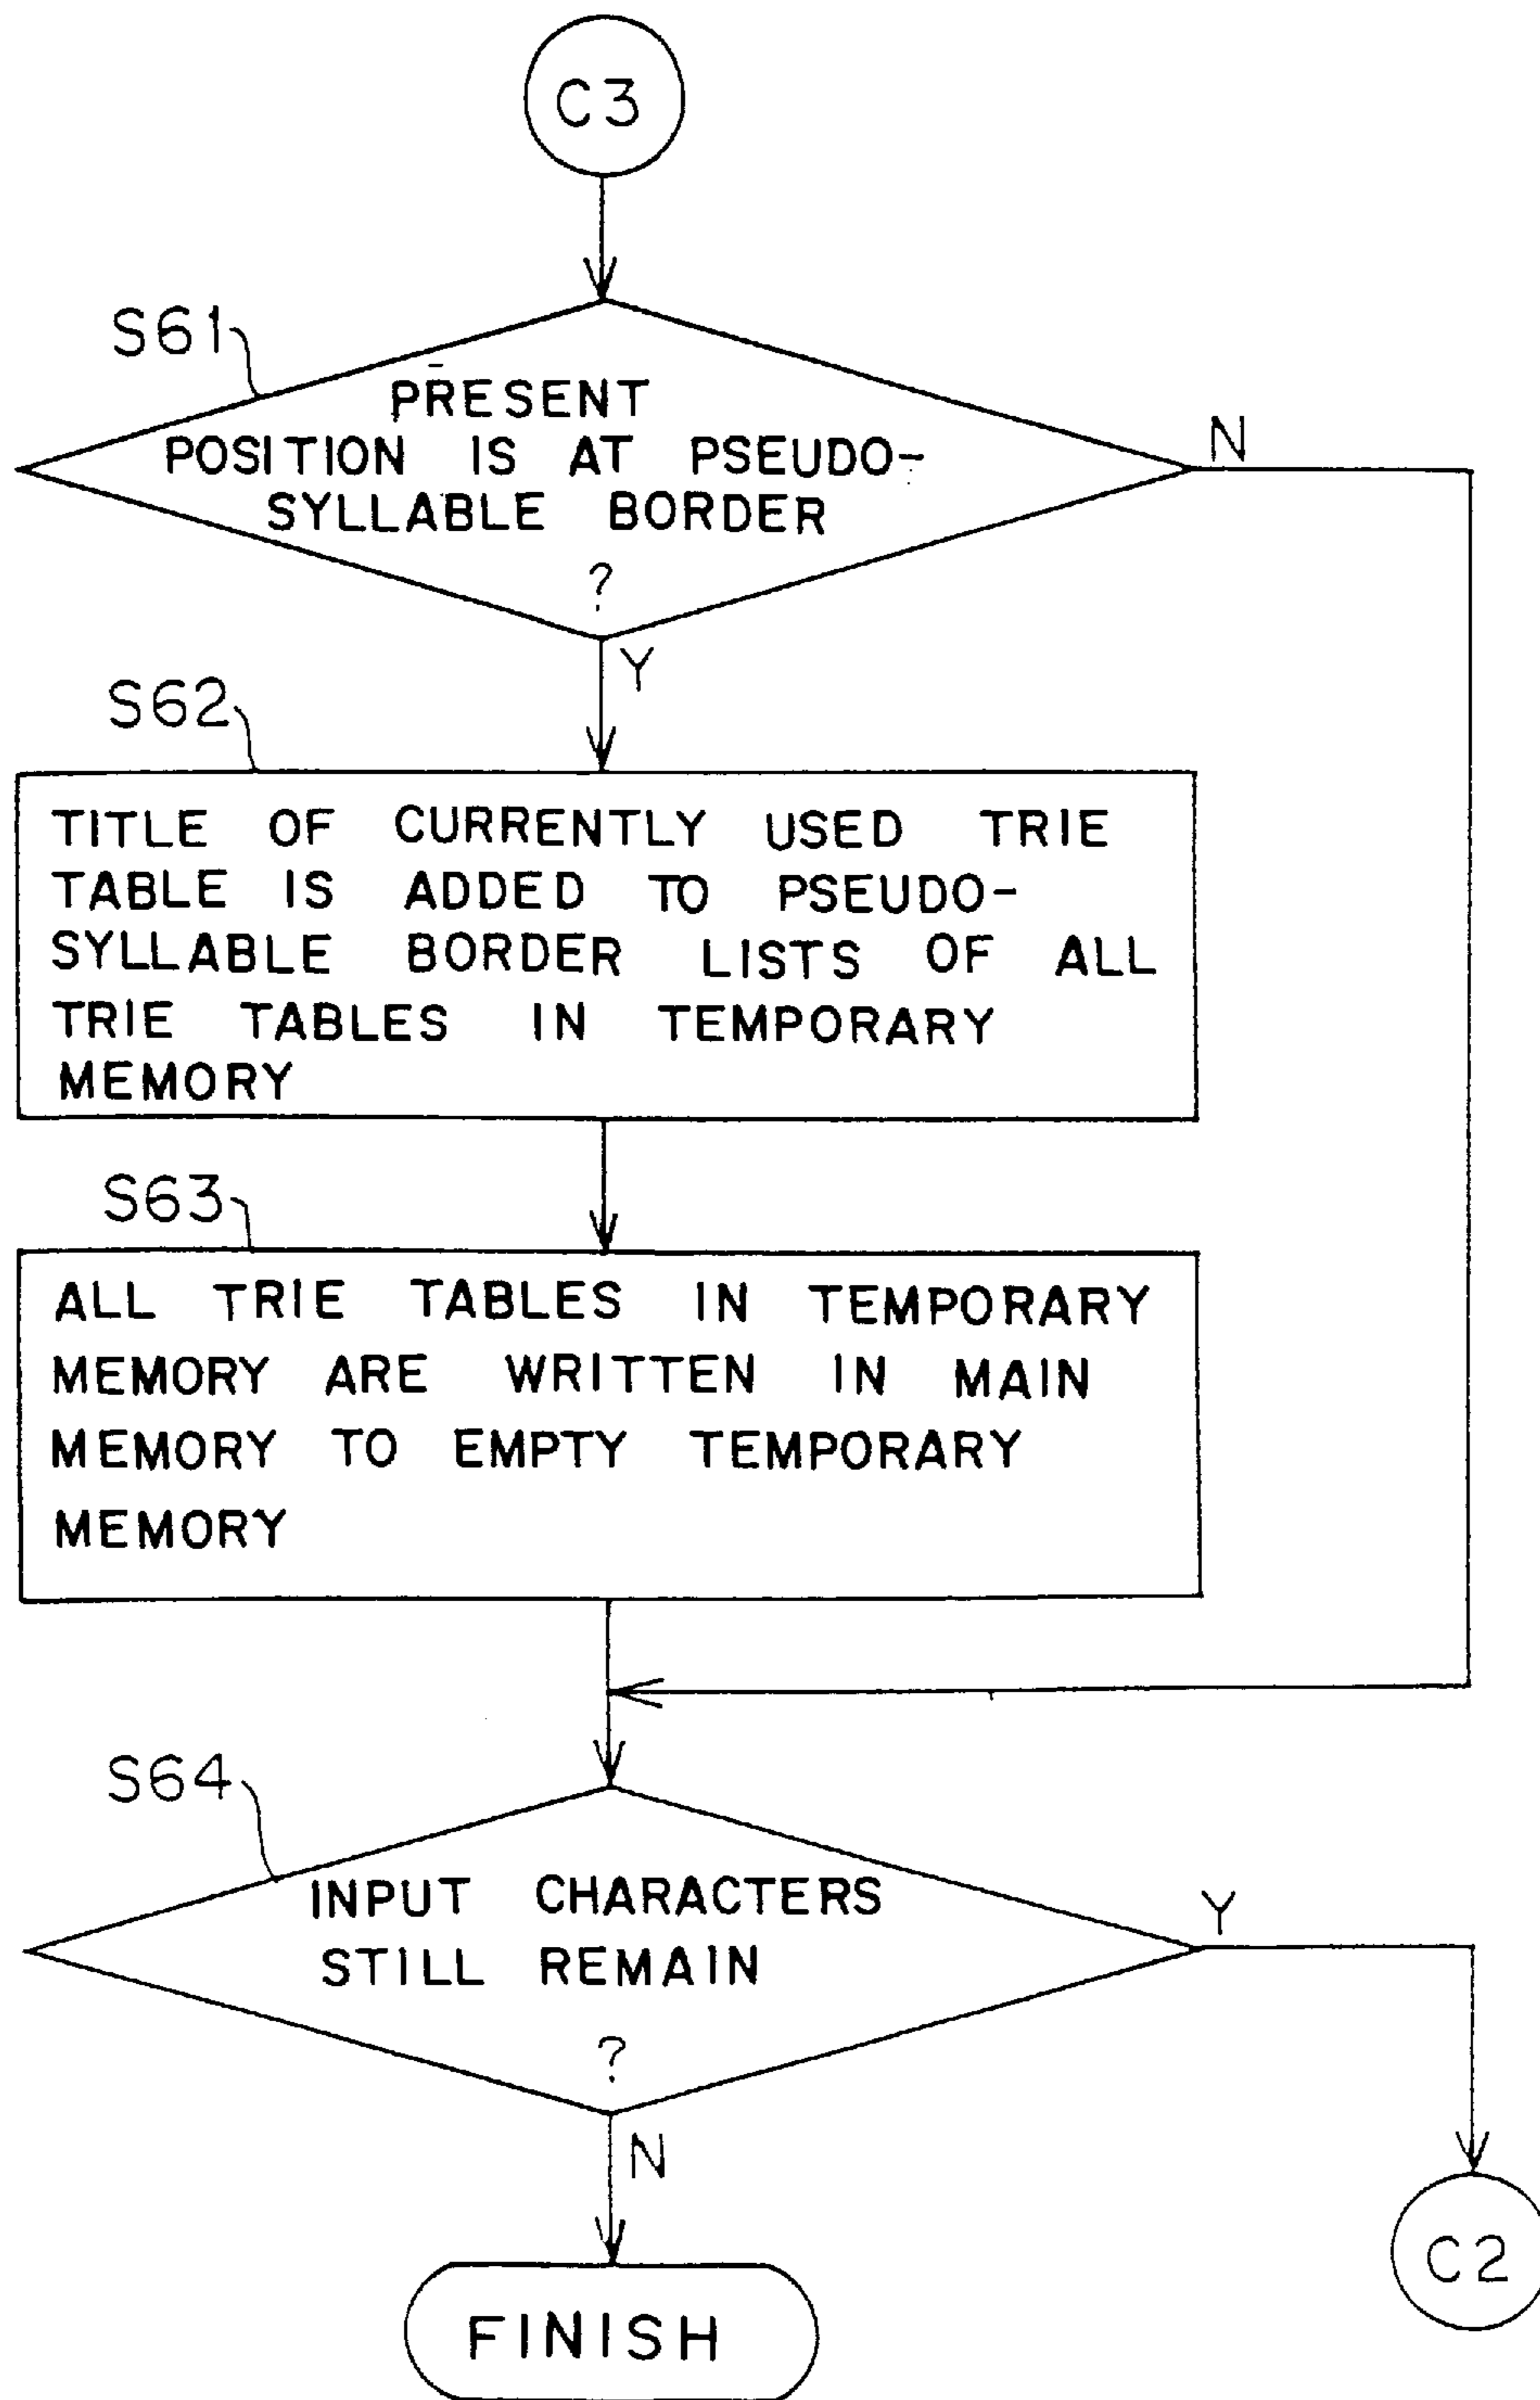 C3
S61
PRESENT
POSITION IS AT PSEUDO-
SYLLABLE BORDER
?
N
Y
S62
TITLE OF CURRENTLY USED TRIE
TABLE IS ADDED TO PSEUDO-
SYLLABLE BORDER LISTS OF ALL
TRIE TABLES IN TEMPORARY
MEMORY
S63
ALL TRIE TABLES IN TEMPORARY
MEMORY ARE WRITTEN IN MAIN
MEMORY TO EMPTY TEMPORARY
MEMORY
S64
INPUT CHARACTERS
STILL REMAIN
?
Y
N
C2
FINISH